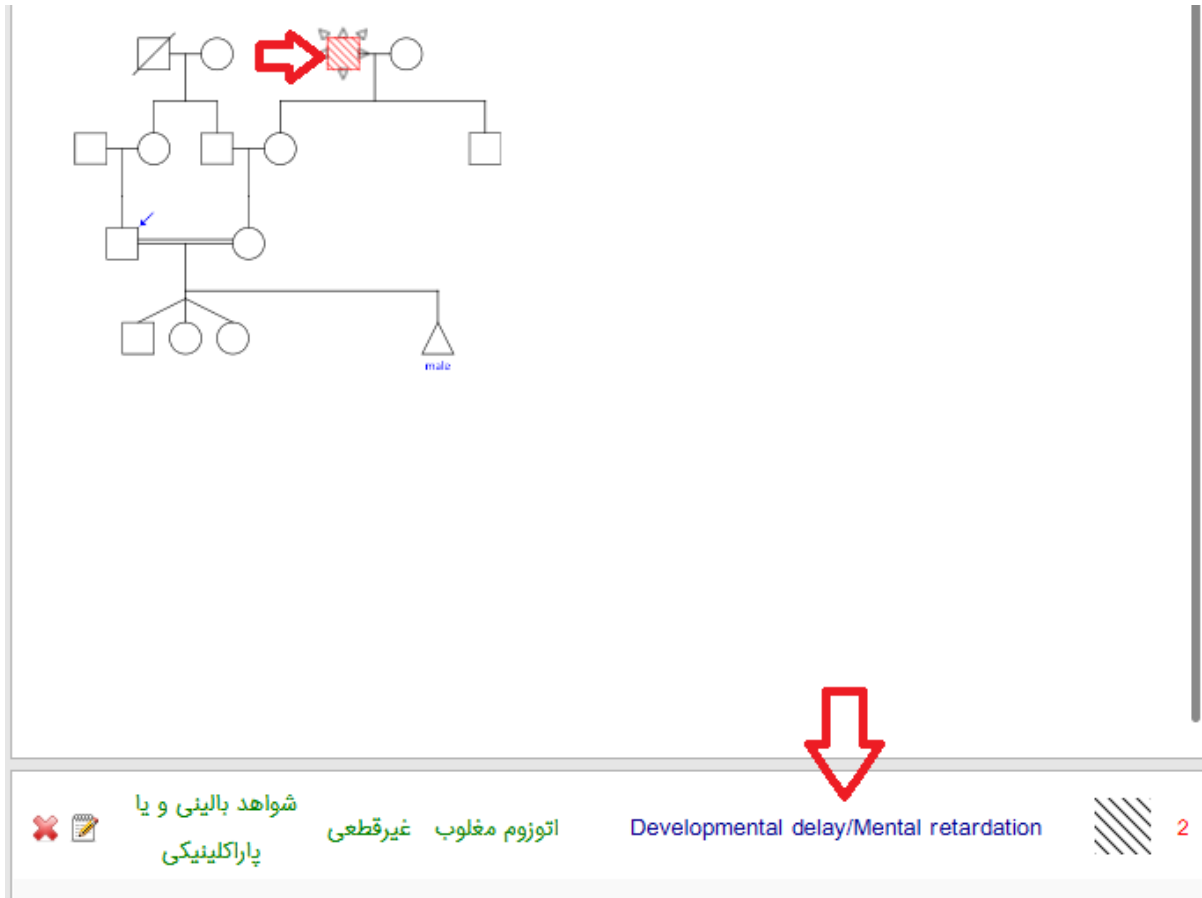 male
شواهد بالینی و یا
پاراکلینیکی
غیرقطعی
اتوزوم مغلوب
Developmental delay/Mental retardation
2